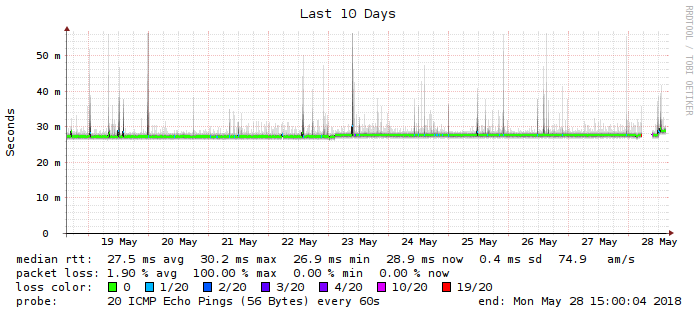 Last 10 Days
RRDTOOL / TOBI OETIKER
Seconds
50 m
40 m
30 m
20 m
10 m
0
19 May 20 May 21 May 22 May 23 May 24 May 25 May 26 May 27 May 28 May
median rtt: 27.5 ms avg 30.2 ms max 26.9 ms min 28.9 ms now 0.4 ms sd 74.9 am/s
packet loss: 1.90 % avg 100.00 % max 0.00 % min 0.00 % now
loss color: 0 1/20 2/20 3/20 4/20 10/20 19/20
probe: 20 ICMP Echo Pings (56 Bytes) every 60s end: Mon May 28 15:00:04 2018